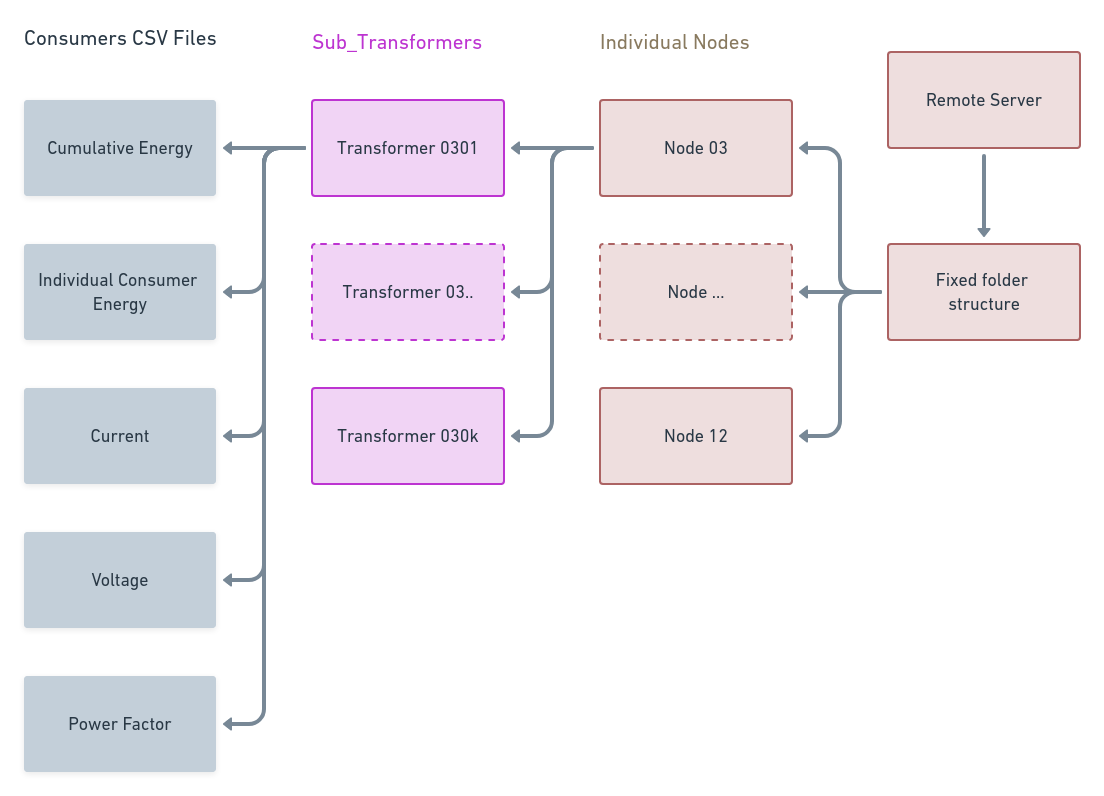 Consumers CSV Files
Sub_Transformers
Individual Nodes
Remote Server
Cumulative Energy
Transformer 0301
Node 03
Individual Consumer
Energy
Transformer 03..
Node ...
Fixed folder
structure
Current
Transformer 030k
Node 12
Voltage
Power Factor